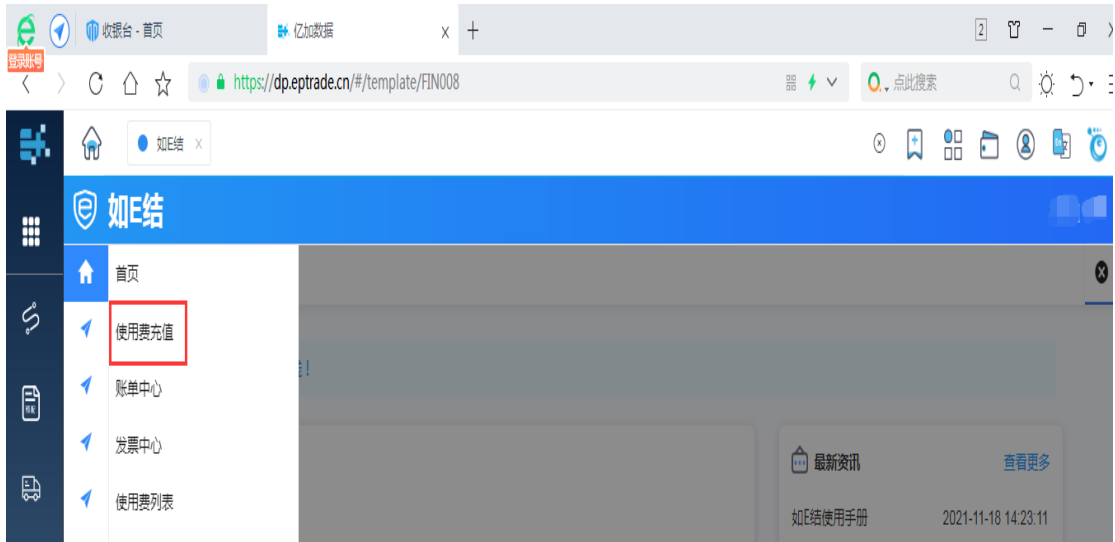 收银台 - 首页
亿加数据
2
登录账号
https://dp.eptrade.cn/#/template/FIN008
点此搜索
如E结
如E结
首页
使用费充值
账单中心
发票中心
使用费列表
最新资讯
查看更多
如E结使用手册
2021-11-18 14:23:11